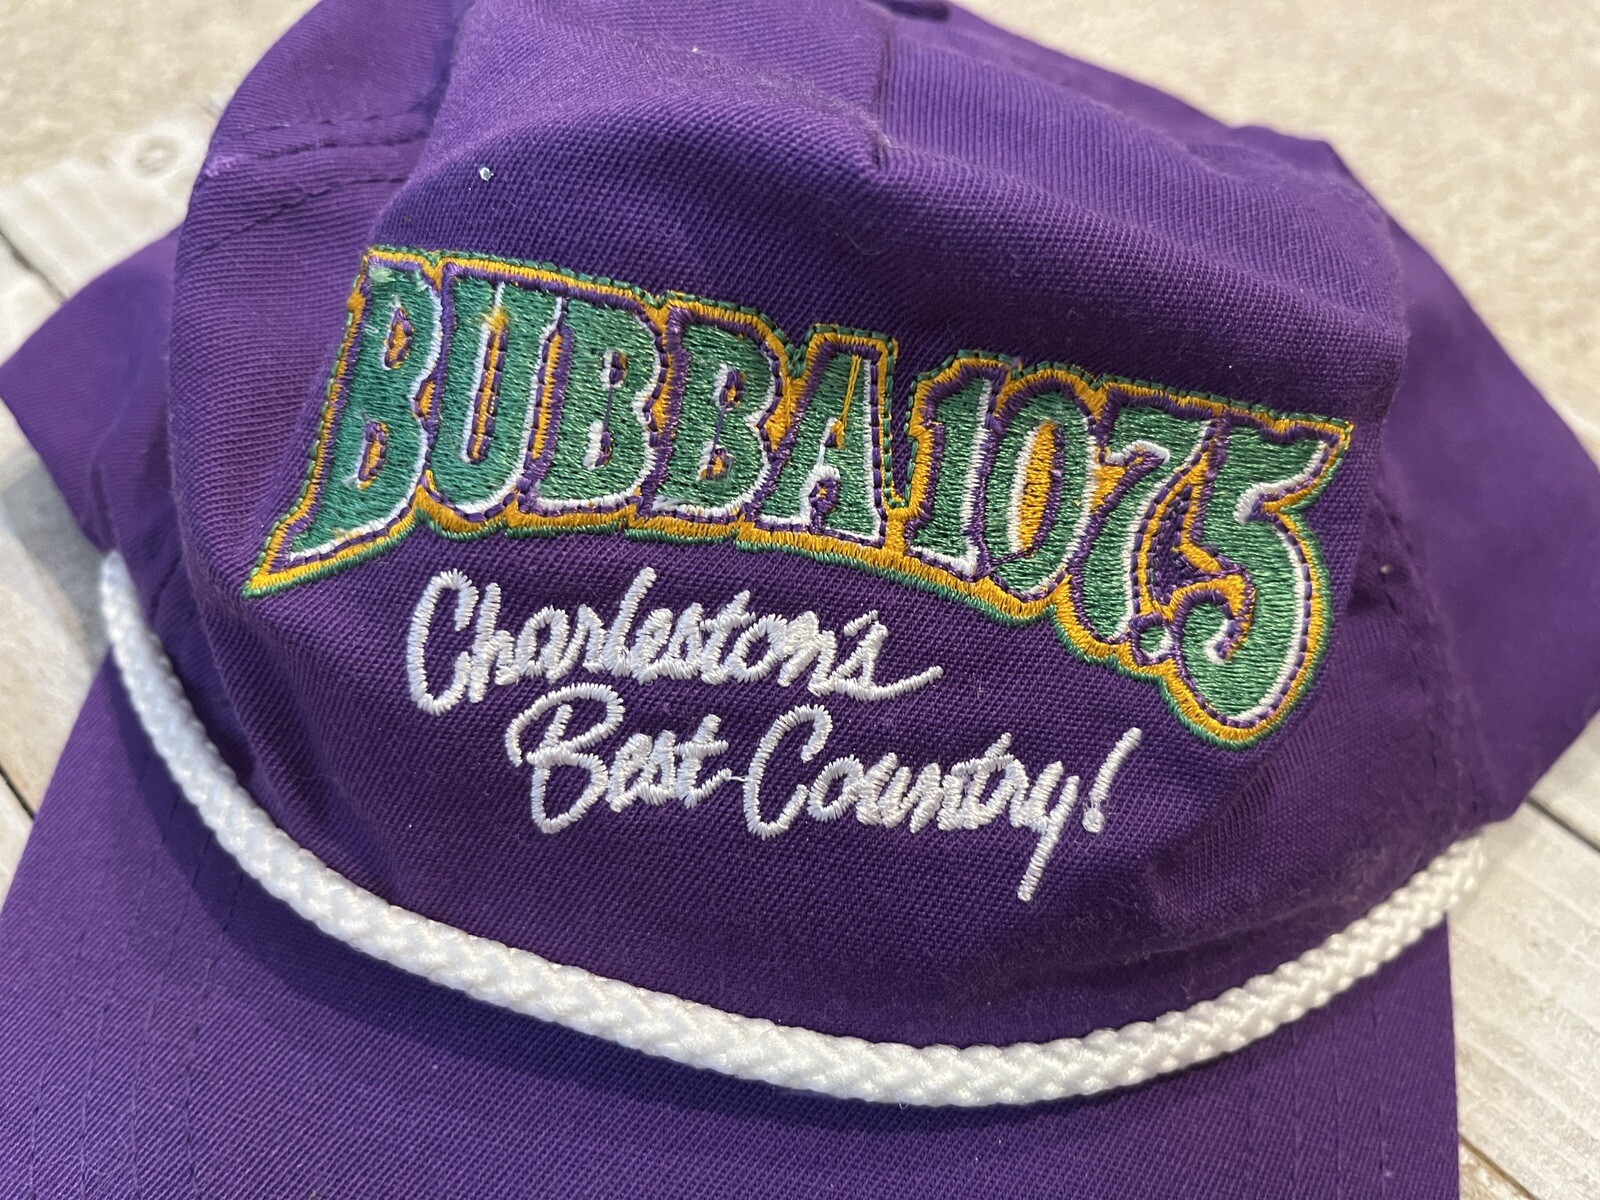 BUBBA 107.5
Charleston's
Best Country!